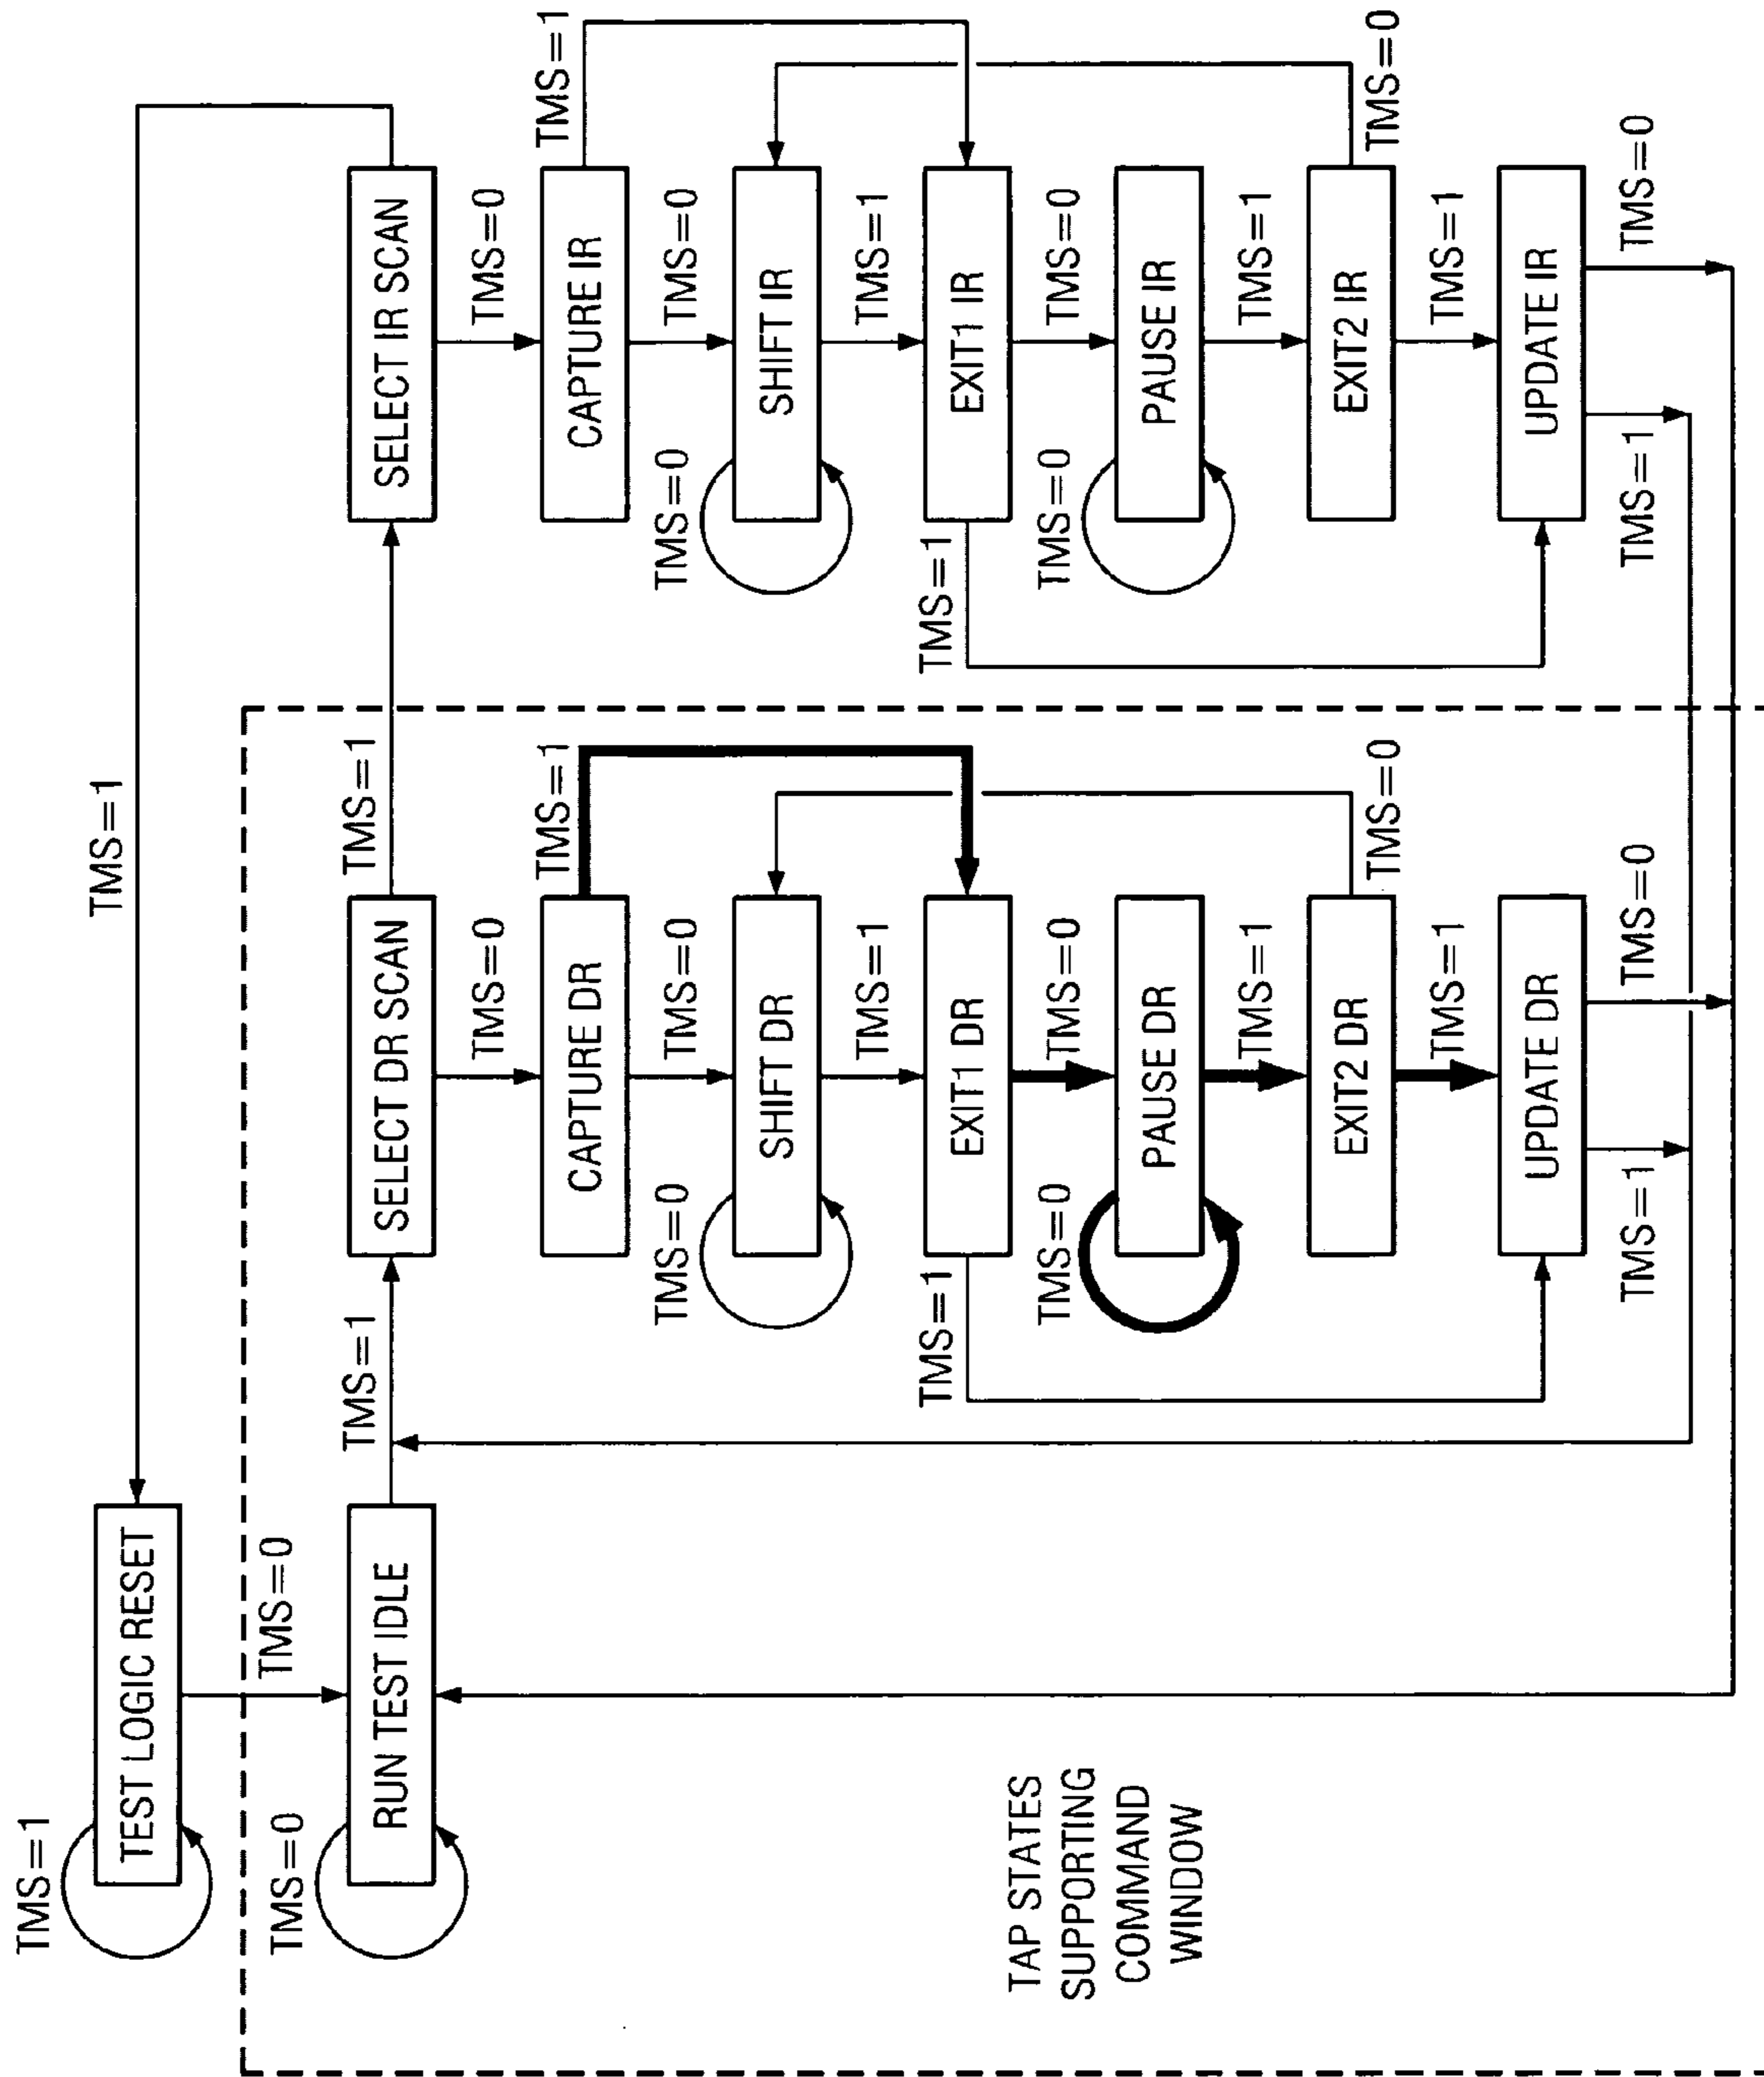 TMS=1
TEST LOGIC RESET
TMS=1
TMS=0
TMS=0
RUN TEST IDLE
TMS=1
SELECT DR SCAN
TMS=1
SELECT IR SCAN
TMS=0
TMS=0
CAPTURE DR
TMS=1
CAPTURE IR
TMS=1
TMS=0
TMS=0
TMS=0
SHIFT DR
TMS=0
SHIFT IR
TMS=1
TMS=1
TMS=1
EXIT1 DR
TMS=1
EXIT1 IR
TMS=0
TMS=0
TMS=0
PAUSE DR
TMS=0
PAUSE IR
TMS=1
TMS=1
EXIT2 DR
TMS=0
EXIT2 IR
TMS=0
TMS=1
TMS=1
UPDATE DR
UPDATE IR
TMS=1
TMS=0
TMS=1
TMS=0
TAP STATES
SUPPORTING
COMMAND
WINDOW